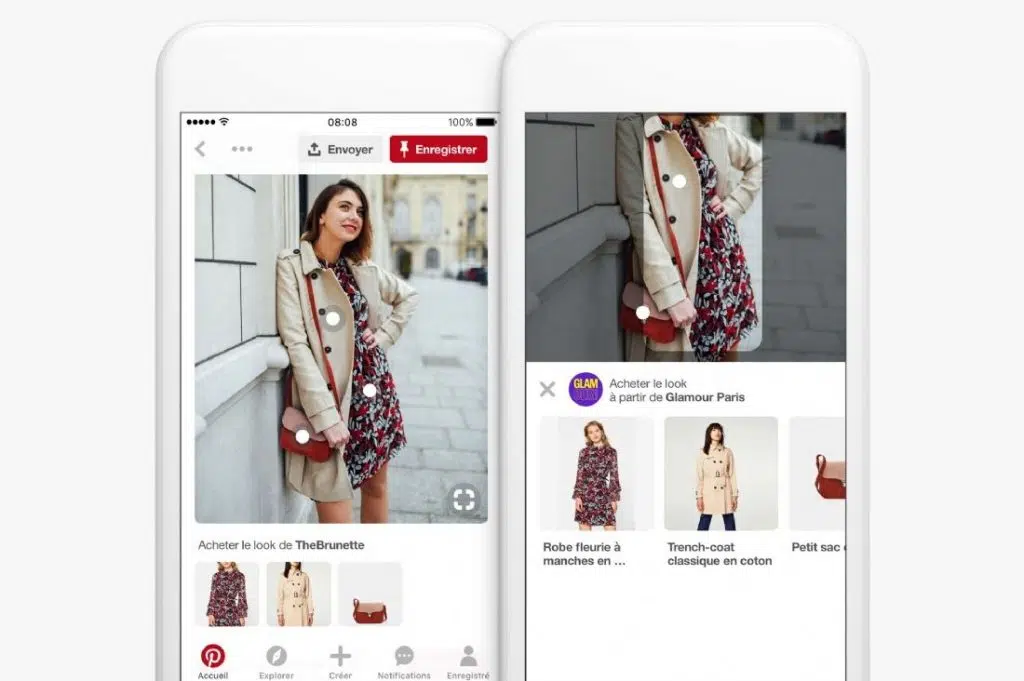 08:08
100%
Envoyer
Enregistrer
Acheter le look de TheBrunette
Accueil
Explorer
Créer
Notifications
Enregistré
GLAM
Acheter le look
à partir de Glamour Paris
Robe fleurie à
manches en ...
Trench-coat
classique en coton
Petit sac